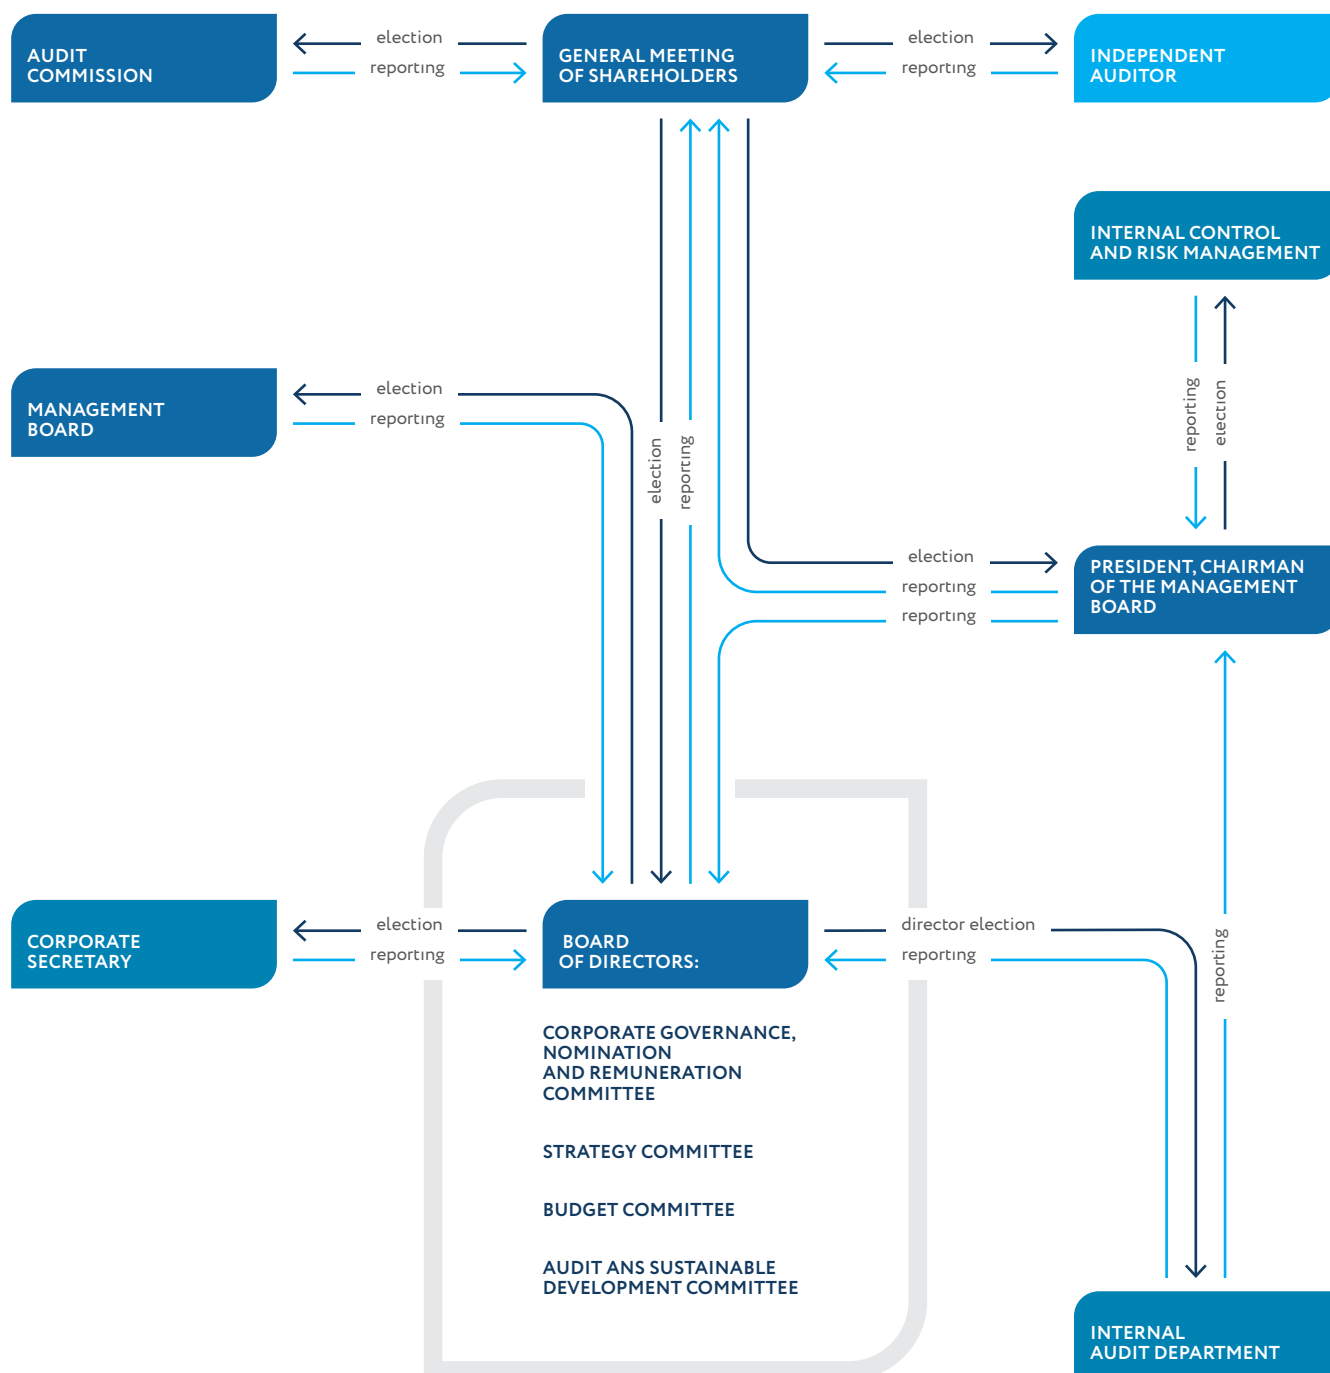 AUDIT
COMMISSION
election
reporting
GENERAL MEETING
OF SHAREHOLDERS
election
reporting
INDEPENDENT
AUDITOR
INTERNAL CONTROL
AND RISK MANAGEMENT
reporting
election
MANAGEMENT
BOARD
election
reporting
election
reporting
election
reporting
reporting
PRESIDENT, CHAIRMAN
OF THE MANAGEMENT
BOARD
CORPORATE
SECRETARY
election
reporting
BOARD
OF DIRECTORS:
director election
reporting
reporting
CORPORATE GOVERNANCE,
NOMINATION
AND REMUNERATION
COMMITTEE
STRATEGY COMMITTEE
BUDGET COMMITTEE
AUDIT ANS SUSTAINABLE
DEVELOPMENT COMMITTEE
INTERNAL
AUDIT DEPARTMENT